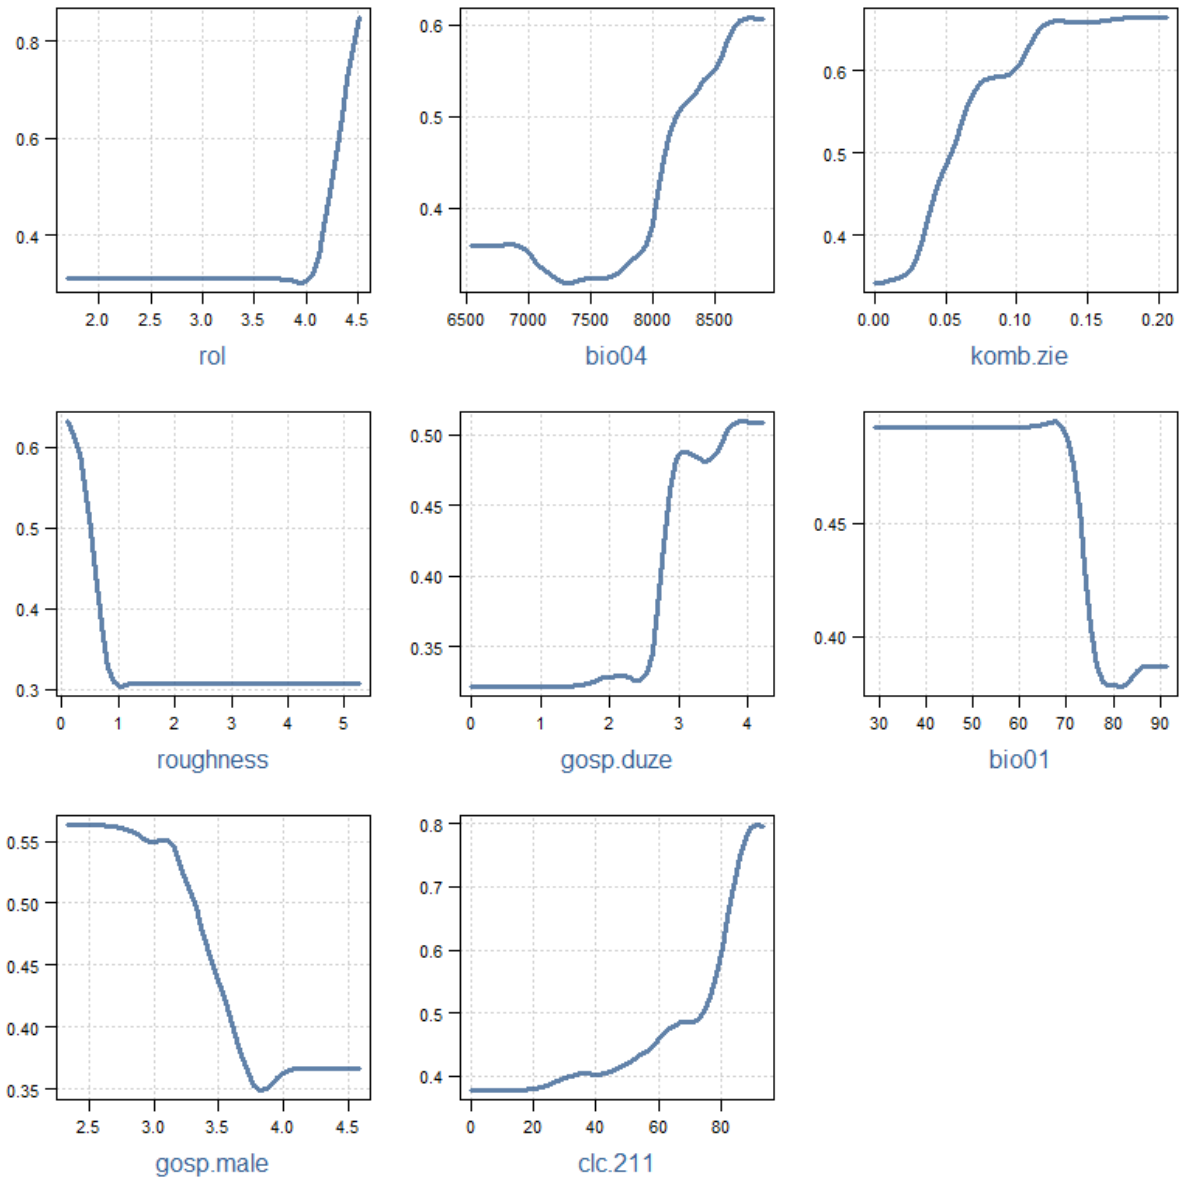 0.8
0.6
0.4
2.0 2.5 3.0 3.5 4.0 4.5
rol
0.6
0.5
0.4
6500 7000 7500 8000 8500
bio04
0.6
0.5
0.4
0.00 0.05 0.10 0.15 0.20
komb.zie
0.6
0.5
0.4
0.3
0 1 2 3 4 5
roughness
0.50
0.45
0.40
0.35
0 1 2 3 4
gosp.duze
0.45
0.40
30 40 50 60 70 80 90
bio01
0.55
0.50
0.45
0.40
0.35
2.5 3.0 3.5 4.0 4.5
gosp.male
0.8
0.7
0.6
0.5
0.4
0 20 40 60 80
clc.211